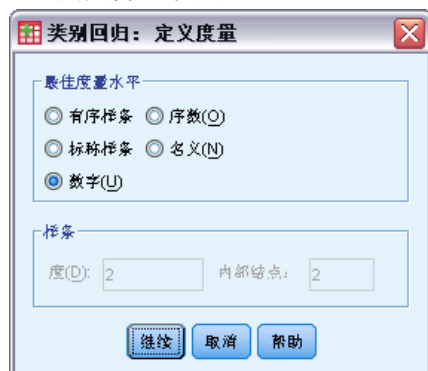 类别回归：定义度量
最佳度量水平
有序样条 序数(O)
标称样条 名义(N)
数字(U)
样条
度(D): 2 内部结点： 2
继续 取消 帮助